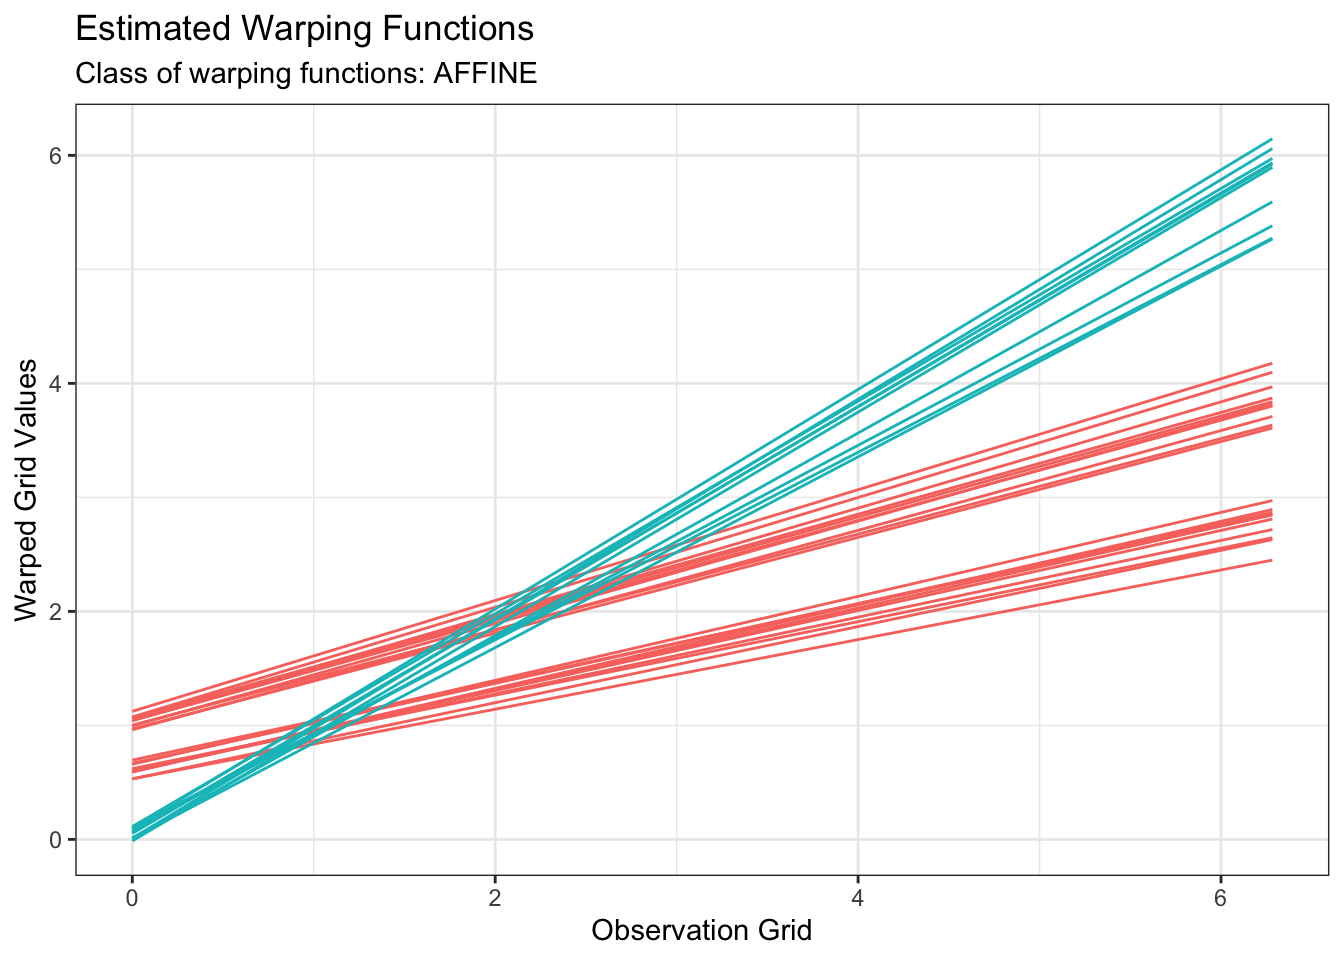 Estimated Warping Functions
Class of warping functions: AFFINE
6
4
2
0
Warped Grid Values
0 2 4 6
Observation Grid